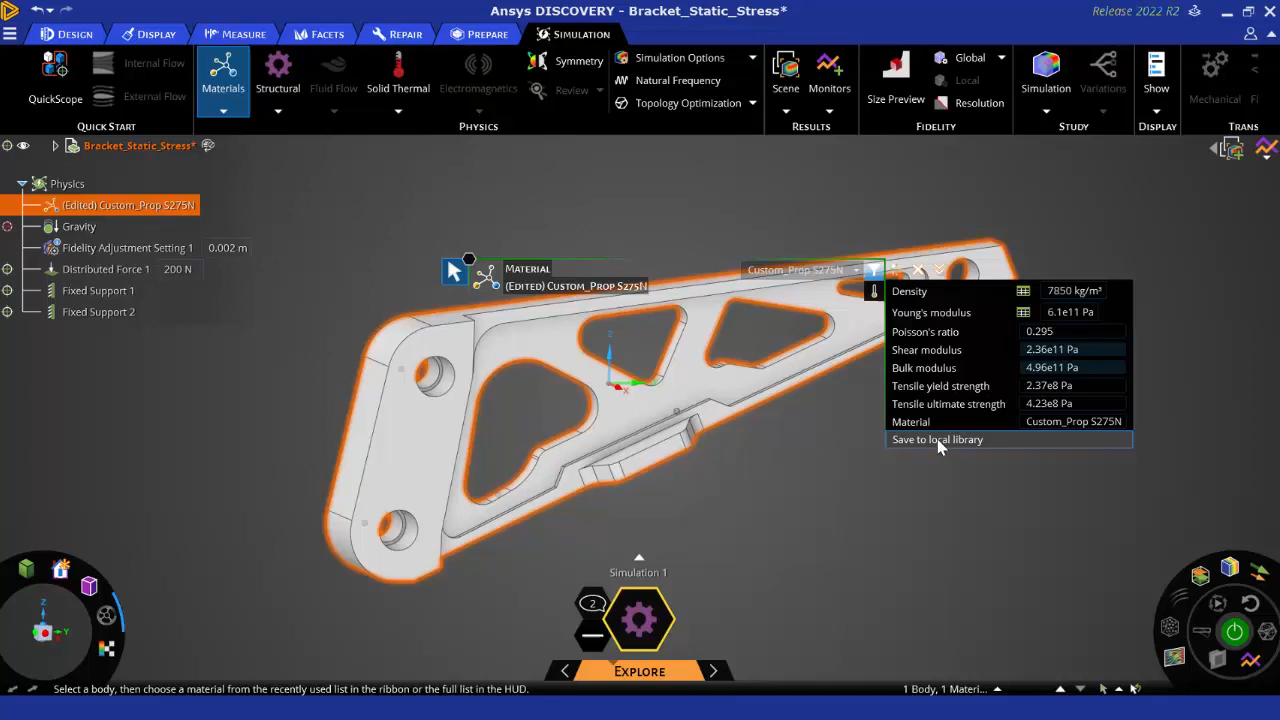 Ansys DISCOVERY - Bracket_Static_Stress*
Release 2022 R2
DESIGN
DISPLAY
MEASURE
FACETS
REPAIR
PREPARE
SIMULATION
QuickScope
Internal Flow
External Flow
QUICK START
Materials
Structural
Fluid Flow
Solid Thermal
Electromagnetics
Symmetry
Review
Simulation Options
Natural Frequency
Topology Optimization
PHYSICS
Scene
Monitors
RESULTS
Size Preview
Global
Local
Resolution
FIDELITY
Simulation
Variations
STUDY
Show
DISPLAY
Mechanical
TRANS
Bracket_Static_Stress*
Physics
(Edited) Custom_Prop S275N
Gravity
Fidelity Adjustment Setting 1 0.002 m
Distributed Force 1 200 N
Fixed Support 1
Fixed Support 2
MATERIAL
(EDITED) CUSTOM_PROP S275N
Custom_Prop S275N
Density 7850 kg/m³
Young's modulus 6.1e11 Pa
Poisson's ratio 0.295
Shear modulus 2.36e11 Pa
Bulk modulus 4.96e11 Pa
Tensile yield strength 2.37e8 Pa
Tensile ultimate strength 4.23e8 Pa
Material Custom_Prop S275N
Save to local library
Z
X
Simulation 1
2
EXPLORE
Z
Y
Select a body, then choose a material from the recently used list in the ribbon or the full list in the HUD.
1 Body, 1 Materi...